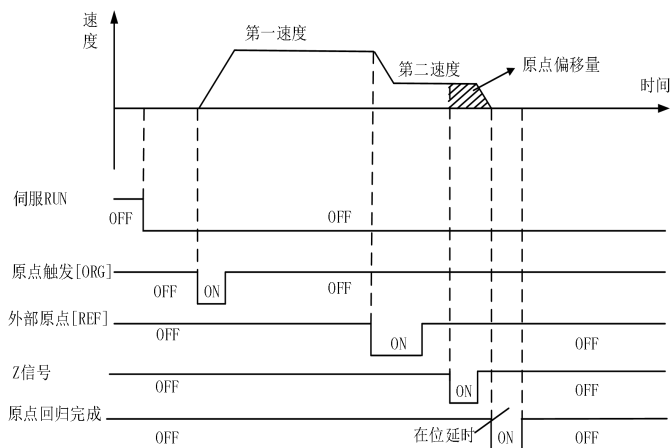 速
度
第一速度
第二速度
原点偏移量
时间
伺服RUN
OFF
OFF
原点触发[ORG]
OFF
ON
OFF
外部原点[REF]
OFF
ON
OFF
Z信号
OFF
ON
OFF
原点回归完成
OFF
在位延时
ON
OFF